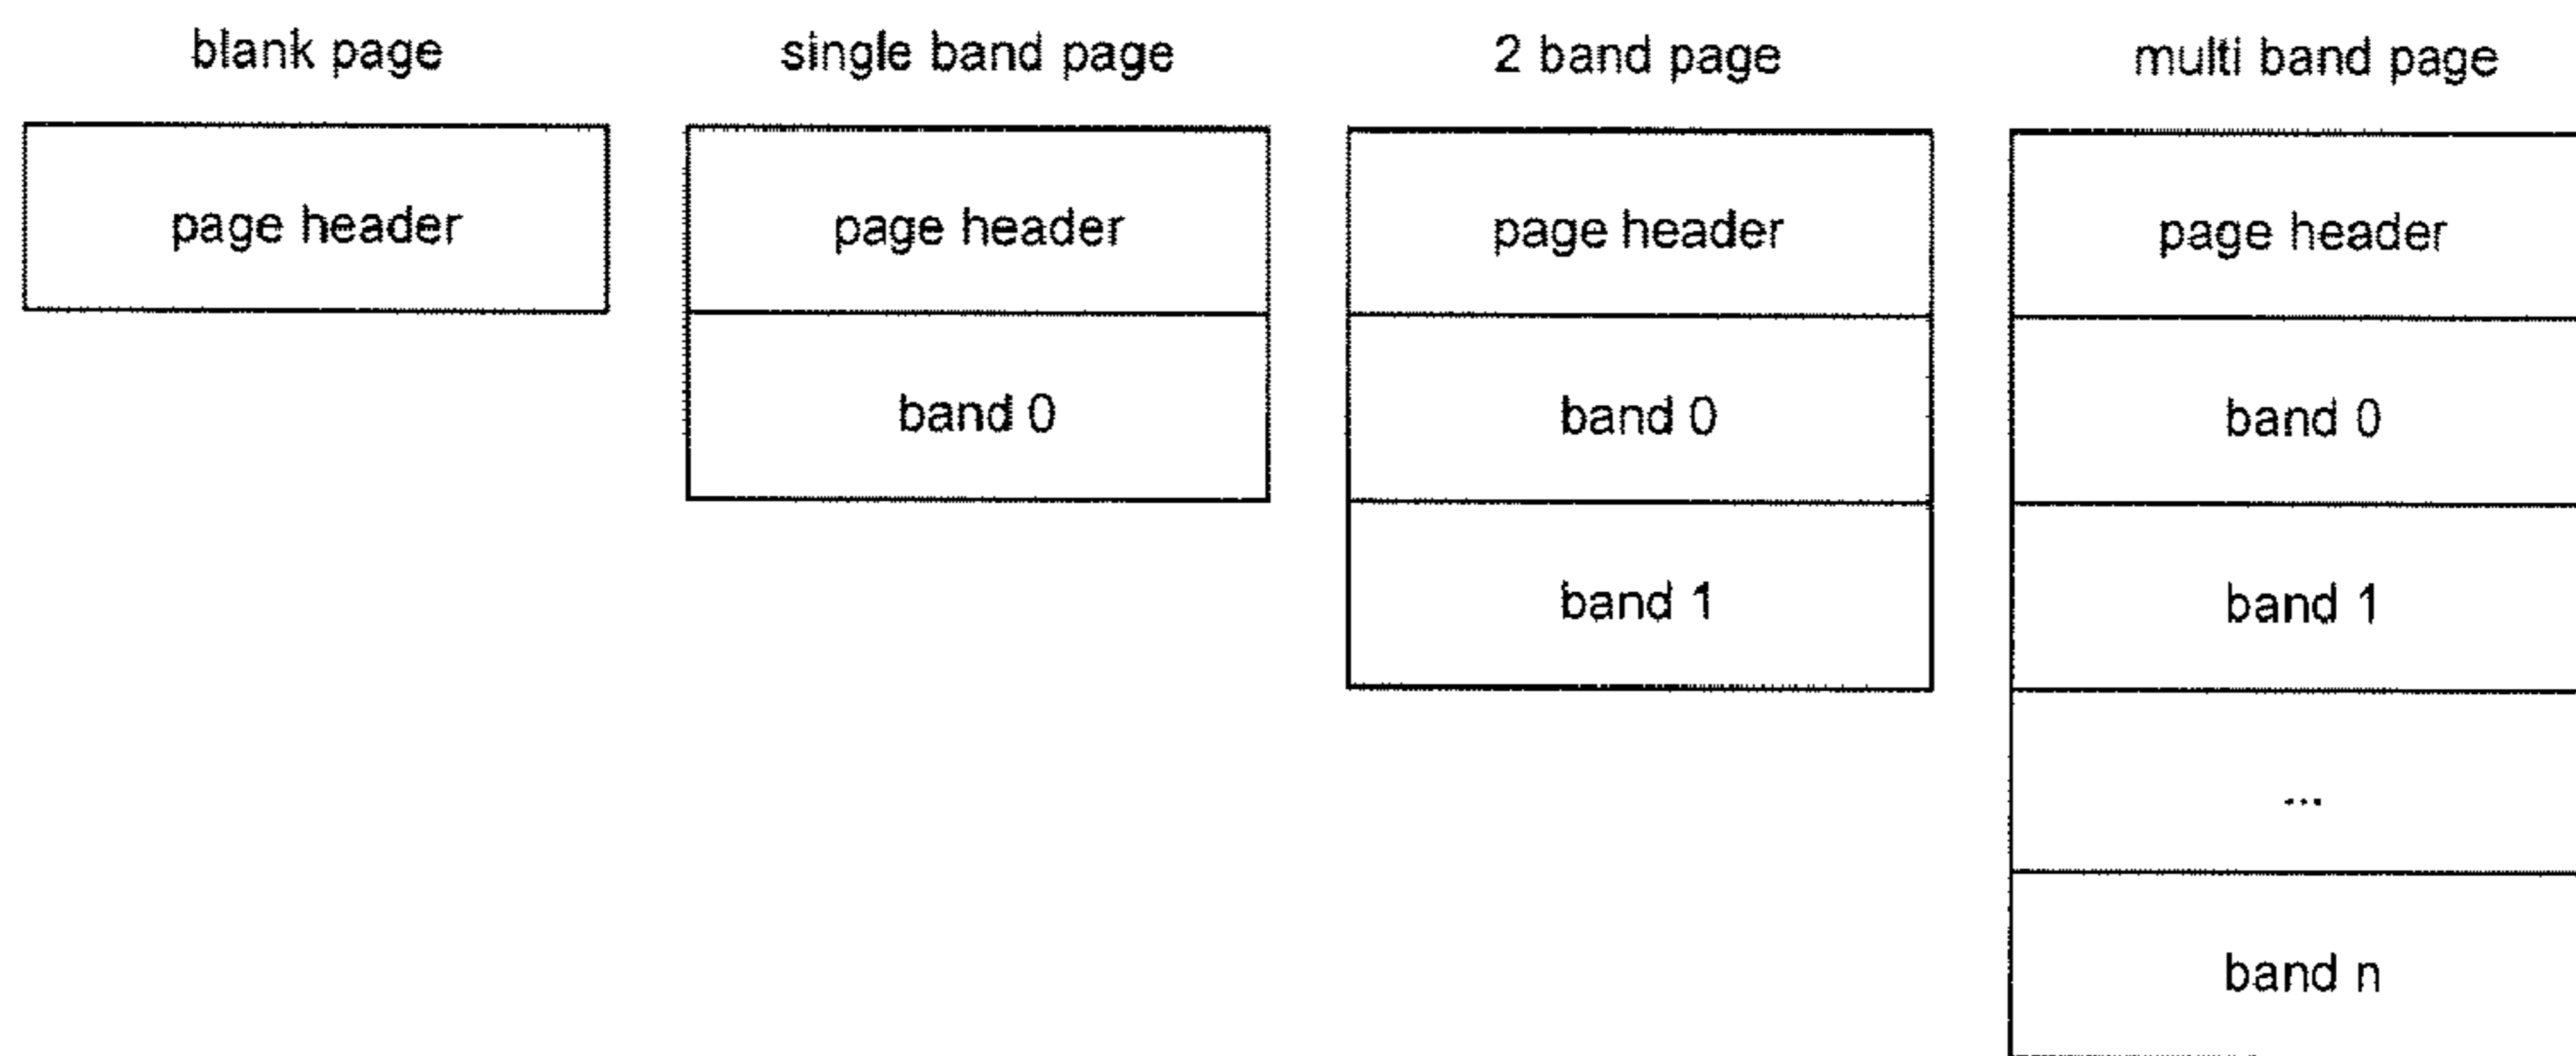 blank page
page header
single band page
page header
band 0
2 band page
page header
band 0
band 1
multi band page
page header
band 0
band 1
...
band n